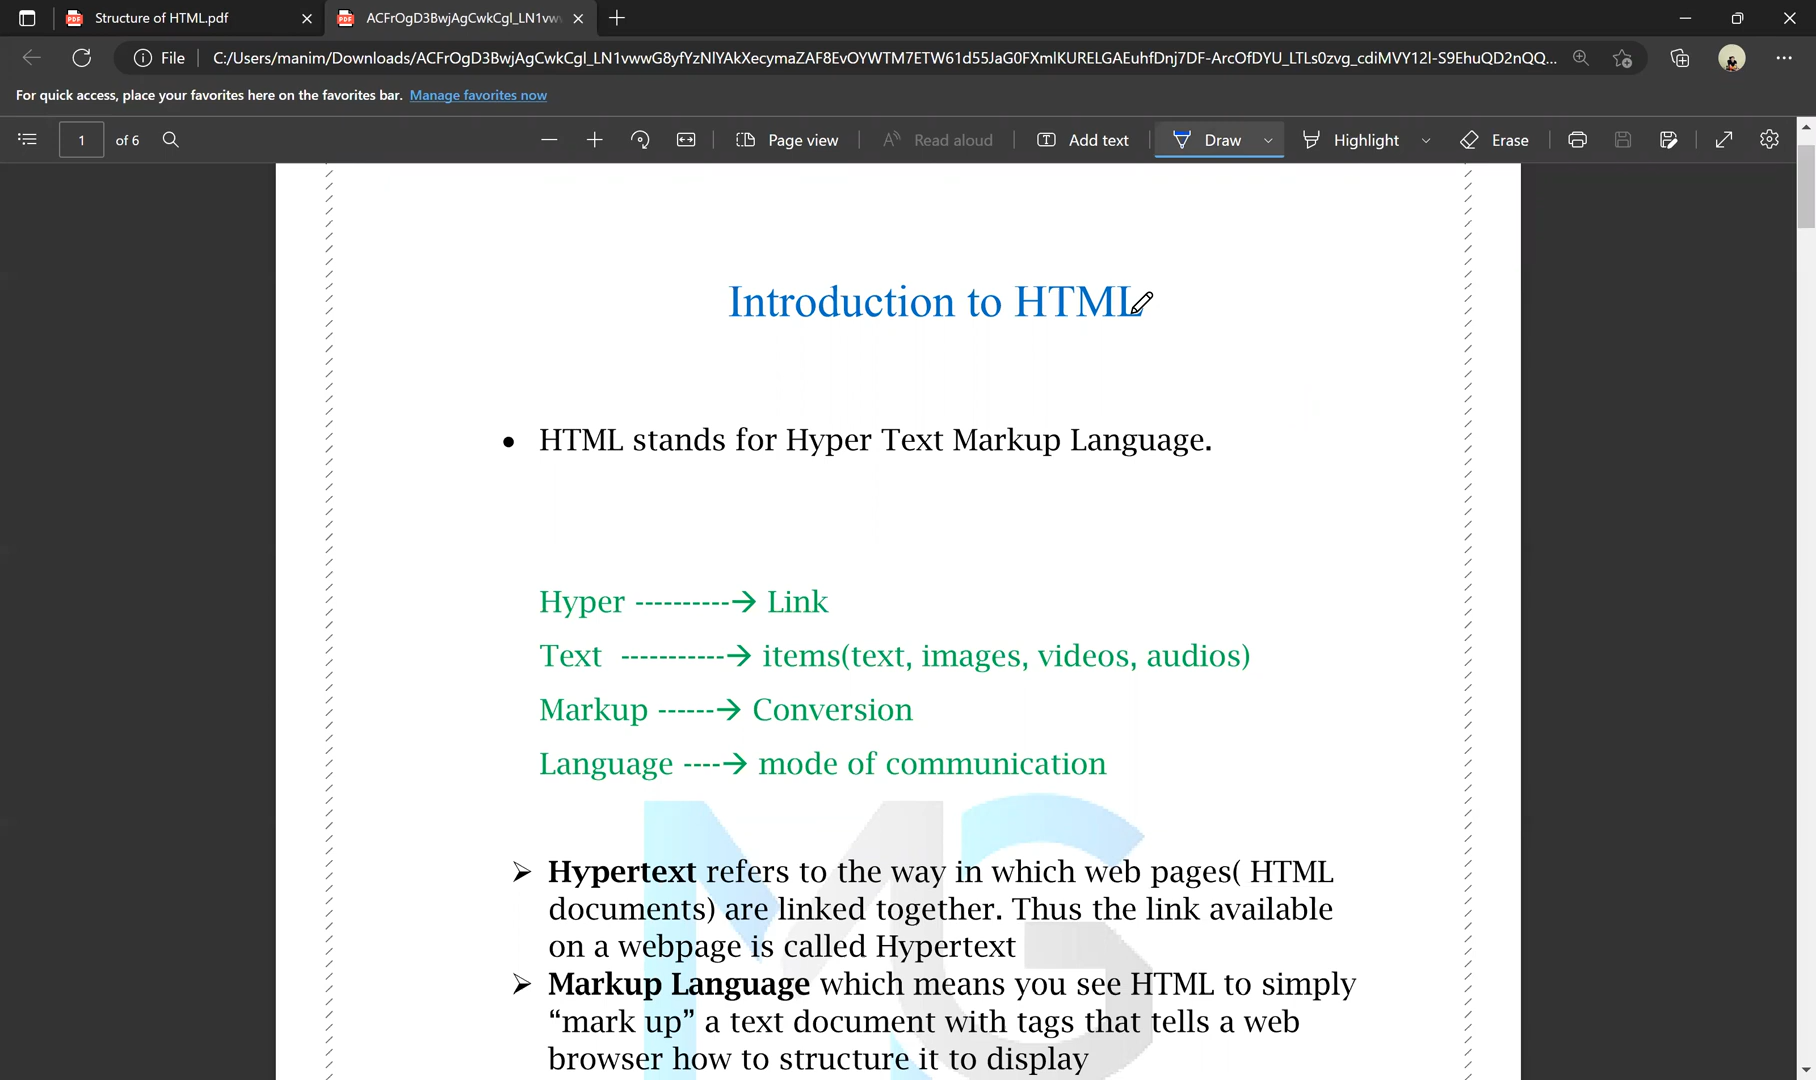 Structure of HTML.pdf
ACFrOgD3BwjAgCwkCgl_LN1vwv
File
C:/Users/manim/Downloads/ACFrOgD3BwjAgCwkCgl_LN1vwwG8yfYzNlYAkXecymaZAF8EvOYWTM7ETW61d55JaG0FXmlKURELGAEuhfDnj7DF-ArcOfDYU_LTLs0zvg_cdiMVY12l-S9EhuQD2nQQ...
For quick access, place your favorites here on the favorites bar. Manage favorites now
1 of 6
Page view
Read aloud
Add text
Draw
Highlight
Erase
Introduction to HTML
• HTML stands for Hyper Text Markup Language.
Hyper ----------→ Link
Text -----------→ items(text, images, videos, audios)
Markup ------→ Conversion
Language ----→ mode of communication
MG
➢ Hypertext refers to the way in which web pages( HTML
documents) are linked together. Thus the link available
on a webpage is called Hypertext
➢ Markup Language which means you see HTML to simply
“mark up” a text document with tags that tells a web
browser how to structure it to display